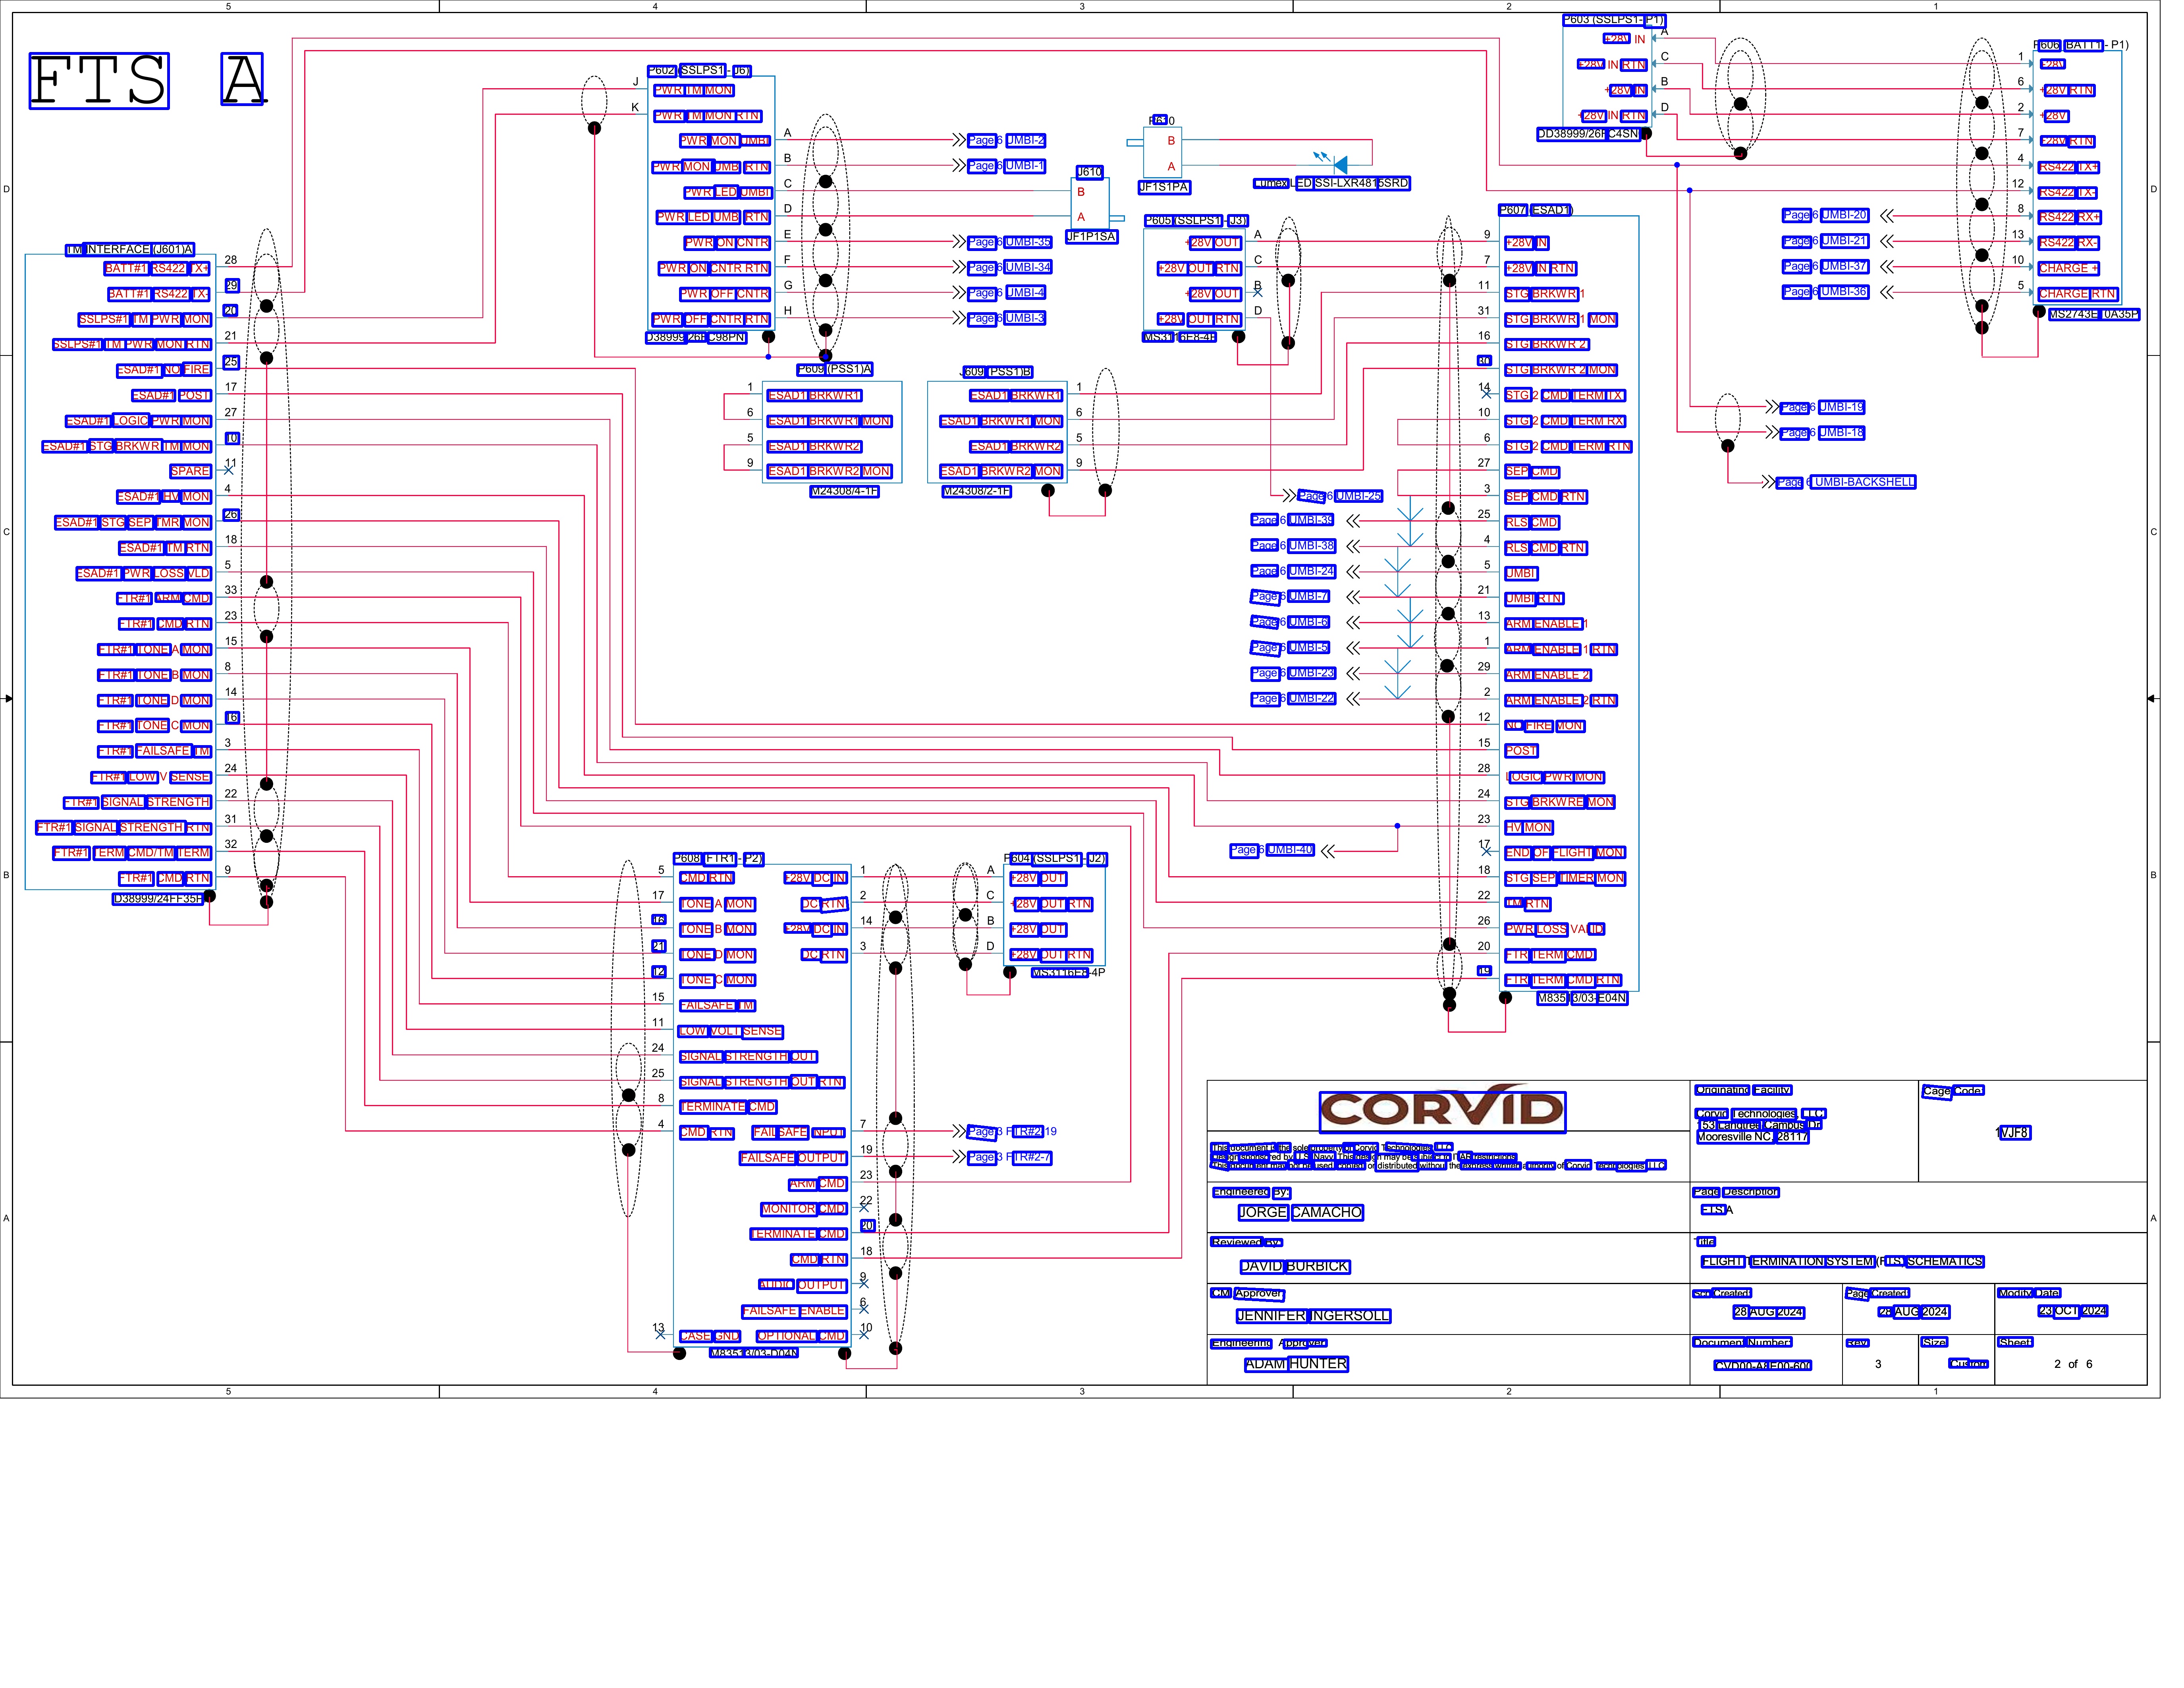 FTS A
P603 (SSLPS1- P1)
+28V IN A
+28V IN RTN C
+28V IN B
+28V IN RTN D
DD38999/26FC4SN
P606 (BATT1 - P1)
1 +28V
6 +28V RTN
2 +28V
7 +28V RTN
4 RS422 TX+
12 RS422 TX-
Page 6 UMBI-20 8 RS422 RX+
Page 6 UMBI-21 13 RS422 RX-
Page 6 UMBI-37 10 CHARGE +
Page 6 UMBI-36 5 CHARGE RTN
Page 6 UMBI-19
Page 6 UMBI-18
Page 6 UMBI-BACKSHELL
P602 (SSLPS1 - J6)
J PWR TM MON
K PWR TM MON RTN
PWR MON UMBI A Page 6 UMBI-2
PWR MON UMB RTN B Page 6 UMBI-1
PWR LED UMBI C
PWR LED UMB RTN D
PWR ON CNTR E Page 6 UMBI-35
PWR ON CNTR RTN F Page 6 UMBI-34
PWR OFF CNTR G Page 6 UMBI-4
PWR OFF CNTR RTN H Page 6 UMBI-3
J610
B
A
JF1P1SA
B
A
JF1S1PA
Lumex LED SSI-LXR4815SRD
P605 (SSLPS1 - J3)
+28V OUT A
+28V OUT RTN C
+28V OUT B
+28V OUT RTN D
MS3116E8-4P
P609 (PSS1)A
1 ESAD1 BRKWR1
6 ESAD1 BRKWR1 MON
5 ESAD1 BRKWR2
9 ESAD1 BRKWR2 MON
M24308/4-1F
J609 (PSS1)B
ESAD1 BRKWR1 1
ESAD1 BRKWR1 MON 6
ESAD1 BRKWR2 5
ESAD1 BRKWR2 MON 9
M24308/2-1F
TM INTERFACE (J601)A
BATT#1 RS422 TX+ 28
BATT#1 RS422 TX- 29
SSLPS#1 TM PWR MON 20
SSLPS#1 TM PWR MON RTN 21
ESAD#1 NO FIRE 25
ESAD#1 POST 17
ESAD#1 LOGIC PWR MON 27
ESAD#1 STG BRKWR TM MON 10
SPARE 11
ESAD#1 HV MON 4
ESAD#1 STG SEP TMR MON 26
ESAD#1 TM RTN 18
ESAD#1 PWR LOSS VLD 5
FTR#1 ARM CMD 33
FTR#1 CMD RTN 23
FTR#1 TONE A MON 15
FTR#1 TONE B MON 8
FTR#1 TONE D MON 14
FTR#1 TONE C MON 16
FTR#1 FAILSAFE TM 3
FTR#1 LOW V SENSE 24
FTR#1 SIGNAL STRENGTH 22
FTR#1 SIGNAL STRENGTH RTN 31
FTR#1 TERM CMD/TM TERM 32
FTR#1 CMD RTN 9
D38999/24FF35P
P607 (ESAD1)
9 +28V IN
7 +28V IN RTN
11 STG BRKWR 1
31 STG BRKWR 1 MON
16 STG BRKWR 2
30 STG BRKWR 2 MON
14 STG 2 CMD TERM TX
10 STG 2 CMD TERM RX
6 STG 2 CMD TERM RTN
27 SEP CMD
Page 6 UMBI-25 3 SEP CMD RTN
Page 6 UMBI-39 25 RLS CMD
Page 6 UMBI-38 4 RLS CMD RTN
Page 6 UMBI-24 5 UMBI
Page 6 UMBI-7 21 UMBI RTN
Page 6 UMBI-6 13 ARM ENABLE 1
Page 6 UMBI-5 1 ARM ENABLE 1 RTN
Page 6 UMBI-23 29 ARM ENABLE 2
Page 6 UMBI-22 2 ARM ENABLE 2 RTN
12 NO FIRE MON
15 POST
28 LOGIC PWR MON
24 STG BRKWRE MON
23 HV MON
Page 6 UMBI-40 17 END OF FLIGHT MON
18 STG SEP TIMER MON
22 TM RTN
26 PWR LOSS VALID
20 FTR TERM CMD
19 FTR TERM CMD RTN
M83513/03-E04N
P608 (FTR1 - P2)
5 CMD RTN +28V DC IN 1
17 TONE A MON DC RTN 2
16 TONE B MON +28V DC IN 14
21 TONE D MON DC RTN 3
12 TONE C MON
15 FAILSAFE TM
11 LOW VOLT SENSE
24 SIGNAL STRENGTH OUT
25 SIGNAL STRENGTH OUT RTN
8 TERMINATE CMD
4 CMD RTN FAILSAFE INPUT 7 Page 3 FTR#2-19
FAILSAFE OUTPUT 19 Page 3 FTR#2-7
ARM CMD 23
MONITOR CMD 22
TERMINATE CMD 20
CMD RTN 18
AUDIO OUTPUT 9
FAILSAFE ENABLE 6
13 CASE GND OPTIONAL CMD 10
M83513/03-D04N
P604 (SSLPS1 - J2)
A +28V OUT
C +28V OUT RTN
B +28V OUT
D +28V OUT RTN
MS3116E8-4P
CORVID
This document is the sole property of Corvid Technologies, LLC
Design sponsored by U.S. Navy. This design may be subject to ITAR restrictions
This document may not be used, copied, or distributed without the express written authority of Corvid Technologies LLC
Originating Facility:
Corvid Technologies, LLC
153 Langtree Campus Dr.
Mooresville NC, 28117
Cage Code:
1VJF8
Engineered By:
JORGE CAMACHO
Page Description
FTS A
Reviewed By:
DAVID BURBICK
Title
FLIGHT TERMINATION SYSTEM (FTS) SCHEMATICS
CM Approver:
JENNIFER INGERSOLL
Sch Created:
28 AUG 2024
Page Created:
28 AUG 2024
Modify Date:
23 OCT 2024
Engineering Approver:
ADAM HUNTER
Document Number:
CVD00-A8E00-600
Rev:
3
Size:
Custom
Sheet:
2 of 6